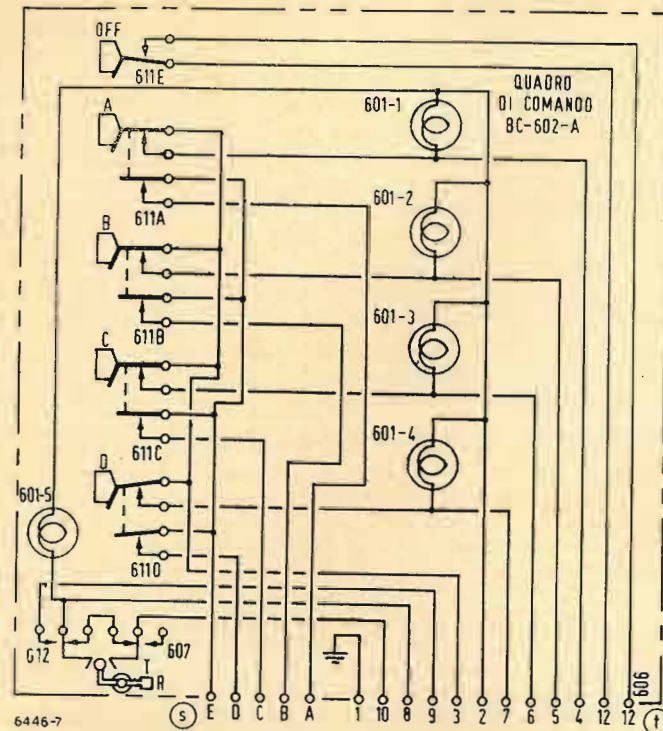 OFF
611E
QUADRO
DI COMANDO
BC-602-A
601-1
A
611A
601-2
B
611B
601-3
C
611C
601-4
D
601-5
611D
612
607
T
R
606
6446-7
s E D C B A 1 10 8 9 3 2 7 6 5 4 12 12 t